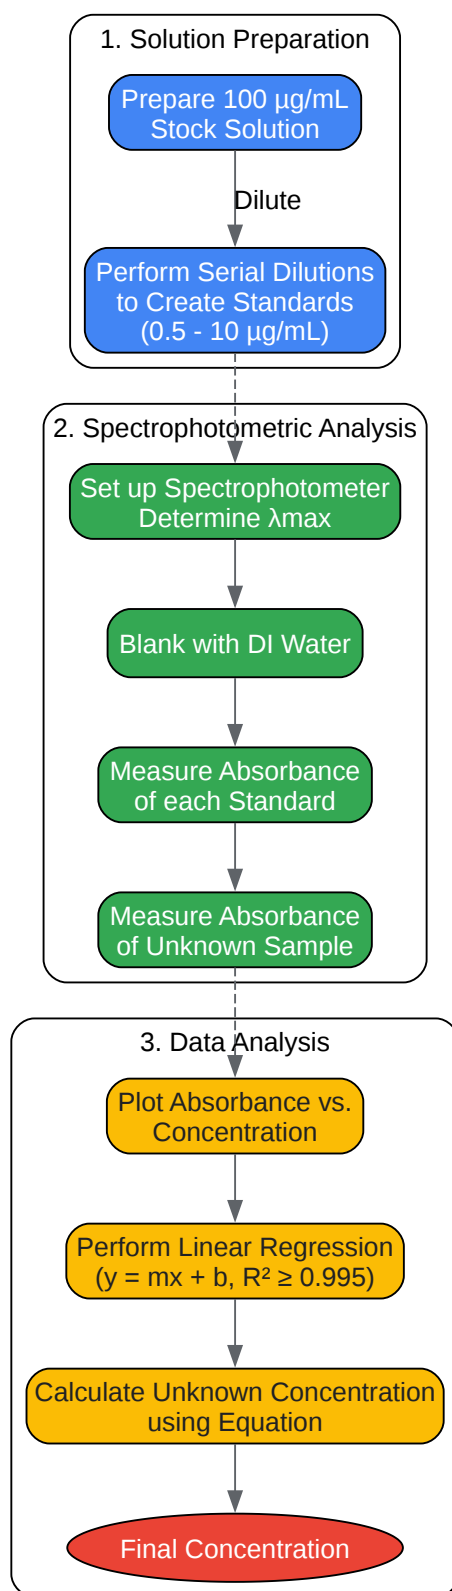 1. Solution Preparation
Prepare 100 µg/mL
Stock Solution
Dilute
Perform Serial Dilutions
to Create Standards
(0.5 - 10 µg/mL)
2. Spectrophotometric Analysis
Set up Spectrophotometer
Determine λmax
Blank with DI Water
Measure Absorbance
of each Standard
Measure Absorbance
of Unknown Sample
3. Data Analysis
Plot Absorbance vs.
Concentration
Perform Linear Regression
(y = mx + b, R² ≥ 0.995)
Calculate Unknown Concentration
using Equation
Final Concentration